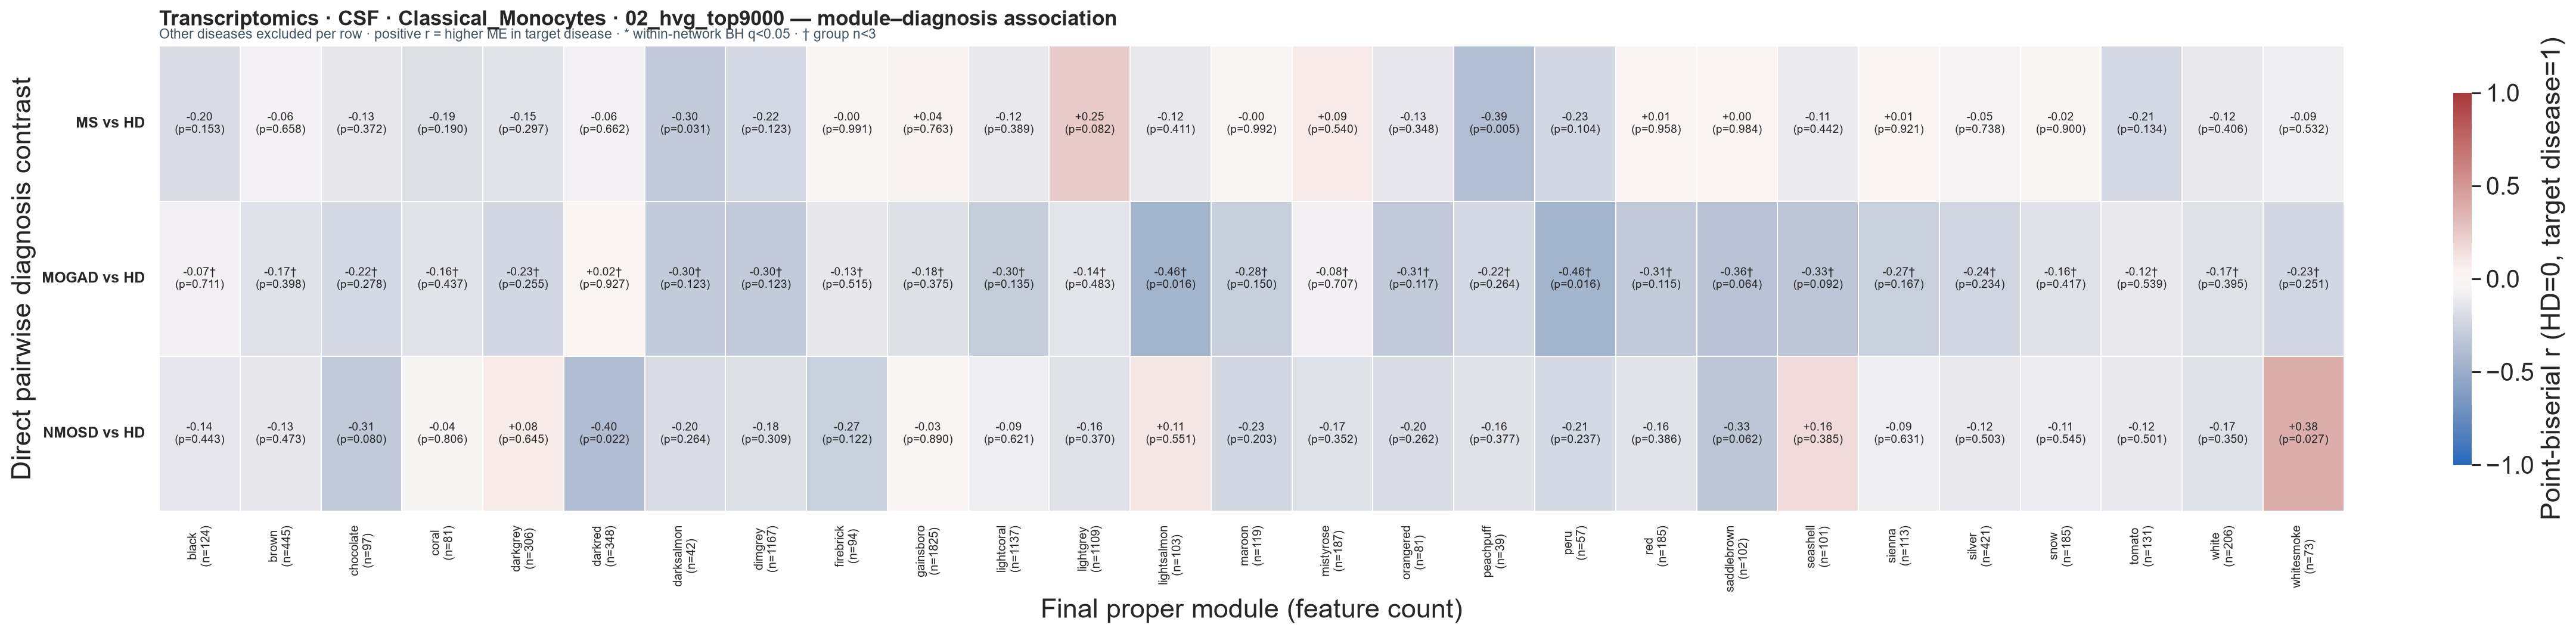 Transcriptomics · CSF · Classical_Monocytes · 02_hvg_top9000 — module–diagnosis association
Other diseases excluded per row · positive r = higher ME in target disease · * within-network BH q<0.05 · † group n<3
Direct pairwise diagnosis contrast
MS vs HD
-0.20 -0.06 -0.13 -0.19 -0.15 -0.06 -0.30 -0.22 -0.00 +0.04 -0.12 +0.25 -0.12 -0.00 +0.09 -0.13 -0.39 -0.23 +0.01 +0.00 -0.11 +0.01 -0.05 -0.02 -0.21 -0.12 -0.09
(p=0.153) (p=0.658) (p=0.372) (p=0.190) (p=0.297) (p=0.662) (p=0.031) (p=0.123) (p=0.991) (p=0.763) (p=0.389) (p=0.082) (p=0.411) (p=0.992) (p=0.540) (p=0.348) (p=0.005) (p=0.104) (p=0.958) (p=0.984) (p=0.442) (p=0.921) (p=0.738) (p=0.900) (p=0.134) (p=0.406) (p=0.532)
MOGAD vs HD
-0.07† -0.17† -0.22† -0.16† -0.23† +0.02† -0.30† -0.30† -0.13† -0.18† -0.30† -0.14† -0.46† -0.28† -0.08† -0.31† -0.22† -0.46† -0.31† -0.36† -0.33† -0.27† -0.24† -0.16† -0.12† -0.17† -0.23†
(p=0.711) (p=0.398) (p=0.278) (p=0.437) (p=0.255) (p=0.927) (p=0.123) (p=0.123) (p=0.515) (p=0.375) (p=0.135) (p=0.483) (p=0.016) (p=0.150) (p=0.707) (p=0.117) (p=0.264) (p=0.016) (p=0.115) (p=0.064) (p=0.092) (p=0.167) (p=0.234) (p=0.417) (p=0.539) (p=0.395) (p=0.251)
NMOSD vs HD
-0.14 -0.13 -0.31 -0.04 +0.08 -0.40 -0.20 -0.18 -0.27 -0.03 -0.09 -0.16 +0.11 -0.23 -0.17 -0.20 -0.16 -0.21 -0.16 -0.33 +0.16 -0.09 -0.12 -0.11 -0.12 -0.17 +0.38
(p=0.443) (p=0.473) (p=0.080) (p=0.806) (p=0.645) (p=0.022) (p=0.264) (p=0.309) (p=0.122) (p=0.890) (p=0.621) (p=0.370) (p=0.551) (p=0.203) (p=0.352) (p=0.262) (p=0.377) (p=0.237) (p=0.386) (p=0.062) (p=0.385) (p=0.631) (p=0.503) (p=0.545) (p=0.501) (p=0.350) (p=0.027)
black
(n=124)
brown
(n=445)
chocolate
(n=97)
coral
(n=81)
darkgrey
(n=306)
darkred
(n=348)
darksalmon
(n=42)
dimgrey
(n=1167)
firebrick
(n=94)
gainsboro
(n=1825)
lightcoral
(n=1137)
lightgrey
(n=1109)
lightsalmon
(n=103)
maroon
(n=119)
mistyrose
(n=187)
orangered
(n=81)
peachpuff
(n=39)
peru
(n=57)
red
(n=185)
saddlebrown
(n=102)
seashell
(n=101)
sienna
(n=113)
silver
(n=421)
snow
(n=185)
tomato
(n=131)
white
(n=206)
whitesmoke
(n=73)
Final proper module (feature count)
1.0
0.5
0.0
−0.5
−1.0
Point-biserial r (HD=0, target disease=1)